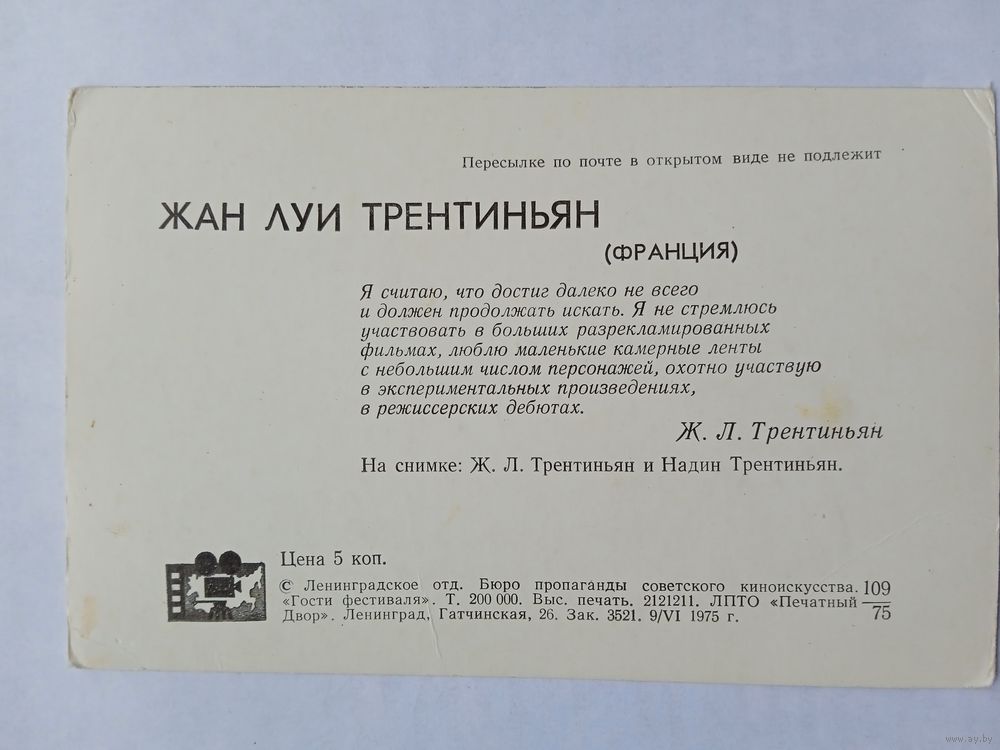 Пересылке по почте в открытом виде не подлежит
ЖАН ЛУИ ТРЕНТИНЬЯН
(ФРАНЦИЯ)
Я считаю, что достиг далеко не всего
и должен продолжать искать. Я не стремлюсь
участвовать в больших разрекламированных
фильмах, люблю маленькие камерные ленты
с небольшим числом персонажей, охотно участвую
в экспериментальных произведениях,
в режиссерских дебютах.
Ж. Л. Трентиньян
На снимке: Ж. Л. Трентиньян и Надин Трентиньян.
Цена 5 коп.
© Ленинградское отд. Бюро пропаганды советского киноискусства. 109
«Гости фестиваля». Т. 200 000. Выс. печать. 2121211. ЛПТО «Печатный
Двор». Ленинград, Гатчинская, 26. Зак. 3521. 9/VI 1975 г. 75
www.ay.by